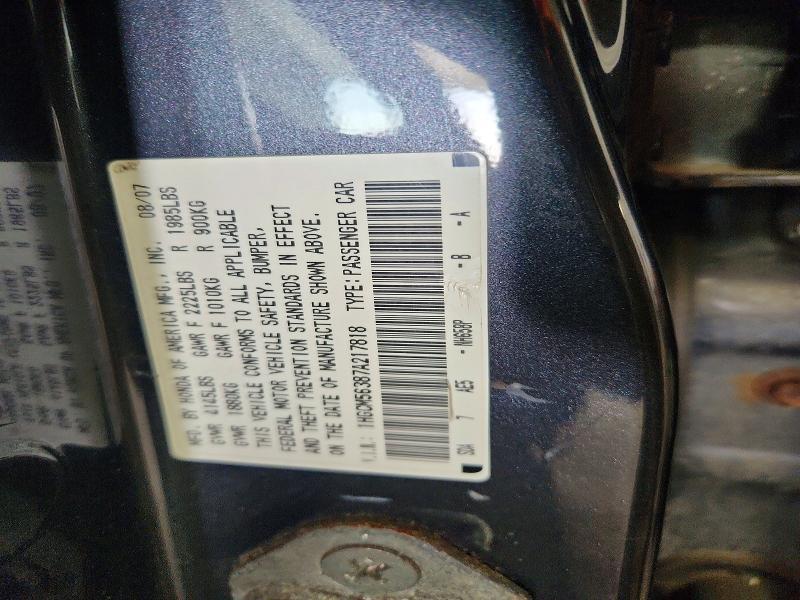 MFG. BY HONDA OF AMERICA MFG., INC. 08/07
GVWR 4145LBS GAWR F 2225LBS R 1985LBS
GVWR 1880KG GAWR F 1010KG R 900KG
THIS VEHICLE CONFORMS TO ALL APPLICABLE
FEDERAL MOTOR VEHICLE SAFETY, BUMPER,
AND THEFT PREVENTION STANDARDS IN EFFECT
ON THE DATE OF MANUFACTURE SHOWN ABOVE.
V.I.N.: 1HGCM56387A217818 TYPE:PASSENGER CAR
SDA 7 AE5 - NH658P - B - A